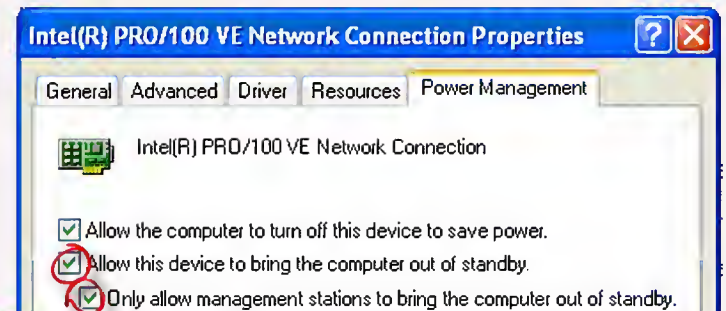 Intel(R) PRO/100 VE Network Connection Properties
General Advanced Driver Resources Power Management
Intel(R) PRO/100 VE Network Connection
Allow the computer to turn off this device to save power.
Allow this device to bring the computer out of standby.
Only allow management stations to bring the computer out of standby.